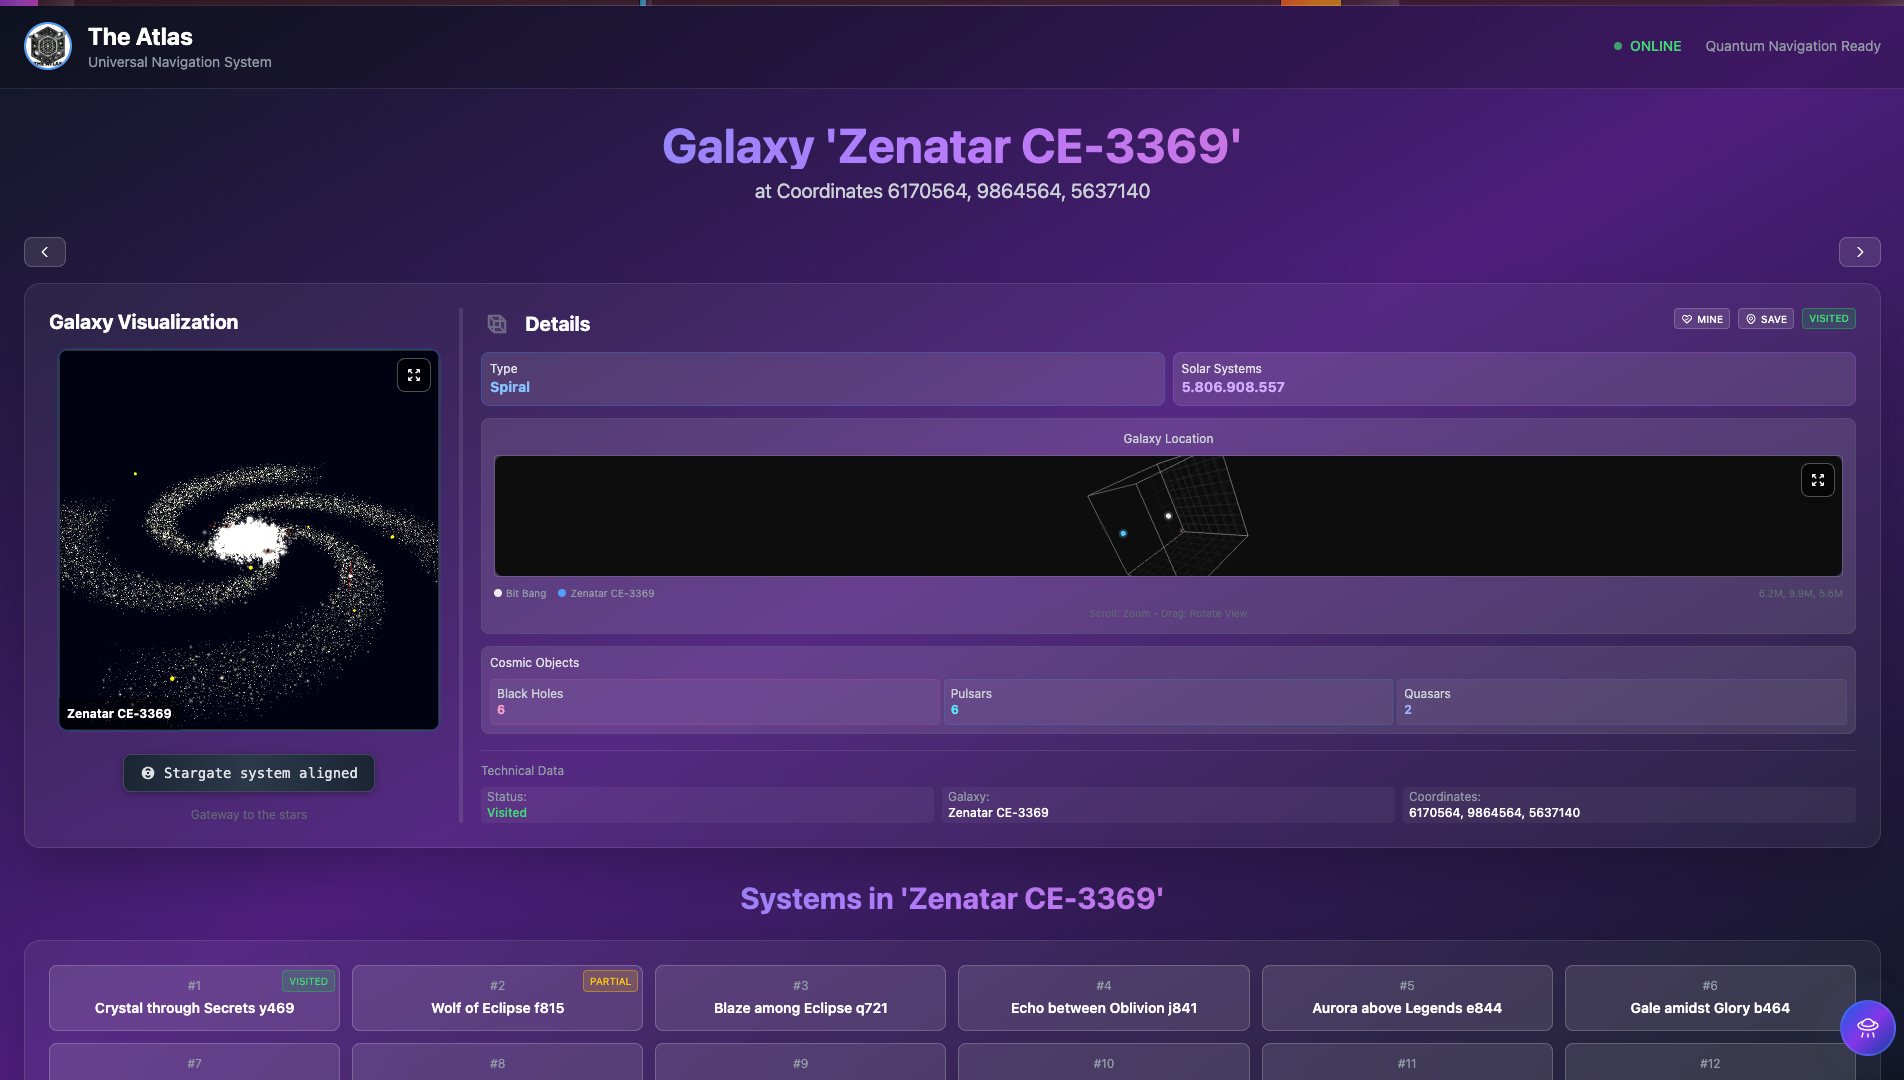 The Atlas
Universal Navigation System
ONLINE
Quantum Navigation Ready
Galaxy 'Zenatar CE-3369'
at Coordinates 6170564, 9864564, 5637140
Galaxy Visualization
Zenatar CE-3369
Stargate system aligned
Gateway to the stars
Details
MINE
SAVE
VISITED
Type
Spiral
Solar Systems
5.806.908.557
Galaxy Location
Bit Bang
Zenatar CE-3369
6.2M, 9.9M, 5.6M
Scroll: Zoom • Drag: Rotate View
Cosmic Objects
Black Holes
6
Pulsars
6
Quasars
2
Technical Data
Status:
Visited
Galaxy:
Zenatar CE-3369
Coordinates:
6170564, 9864564, 5637140
Systems in 'Zenatar CE-3369'
#1
VISITED
Crystal through Secrets y469
#2
PARTIAL
Wolf of Eclipse f815
#3
Blaze among Eclipse q721
#4
Echo between Oblivion j841
#5
Aurora above Legends e844
#6
Gale amidst Glory b464
#7
#8
#9
#10
#11
#12